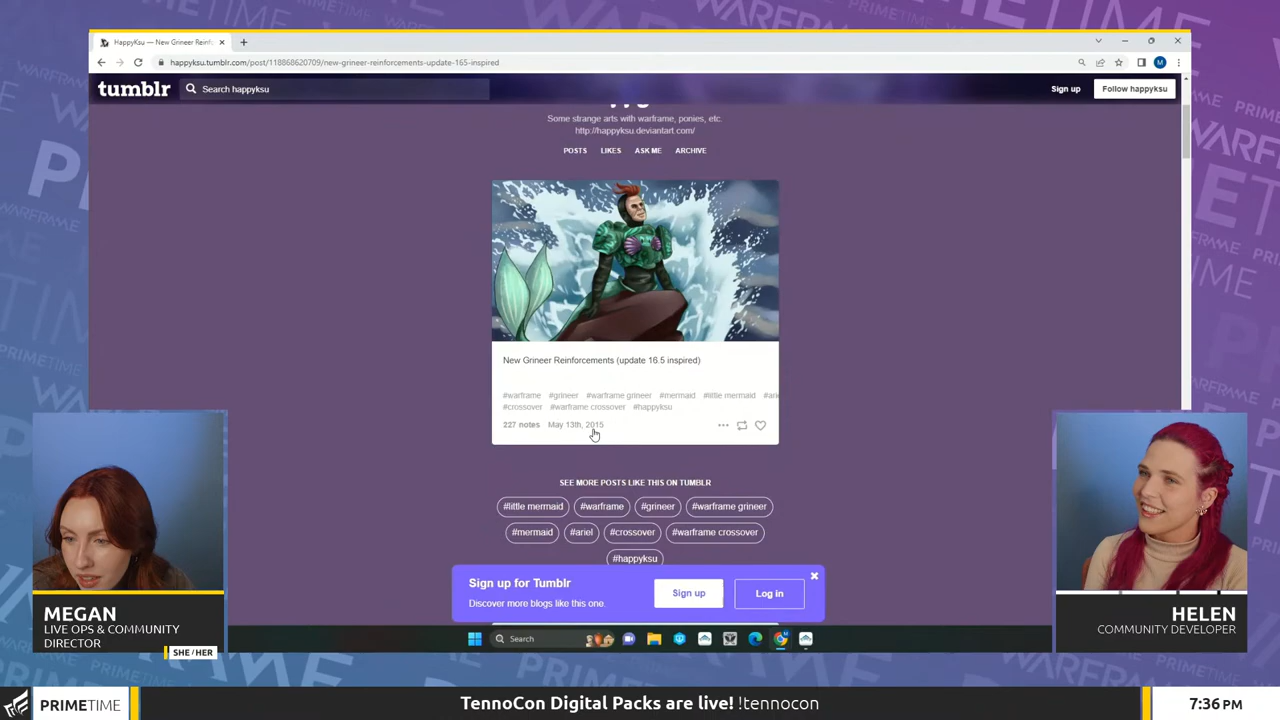 HappyKsu — New Grineer Reinf
happyksu.tumblr.com/post/118868620709/new-grineer-reinforcements-update-165-inspired
M
tumblr
Search happyksu
Sign up
Follow happyksu
Some strange arts with warframe, ponies, etc.
http://happyksu.deviantart.com/
POSTS LIKES ASK ME ARCHIVE
New Grineer Reinforcements (update 16.5 inspired)
#warframe #grineer #warframe grineer #mermaid #little mermaid
#crossover #warframe crossover #happyksu
227 notes May 13th, 2015
SEE MORE POSTS LIKE THIS ON TUMBLR
#little mermaid #warframe #grineer #warframe grineer
#mermaid #ariel #crossover #warframe crossover
#happyksu
Sign up for Tumblr
Discover more blogs like this one.
Sign up
Log in
Search
MEGAN
LIVE OPS & COMMUNITY
DIRECTOR
SHE / HER
HELEN
COMMUNITY DEVELOPER
PRIMETIME
TennoCon Digital Packs are live! !tennocon
7:36 PM